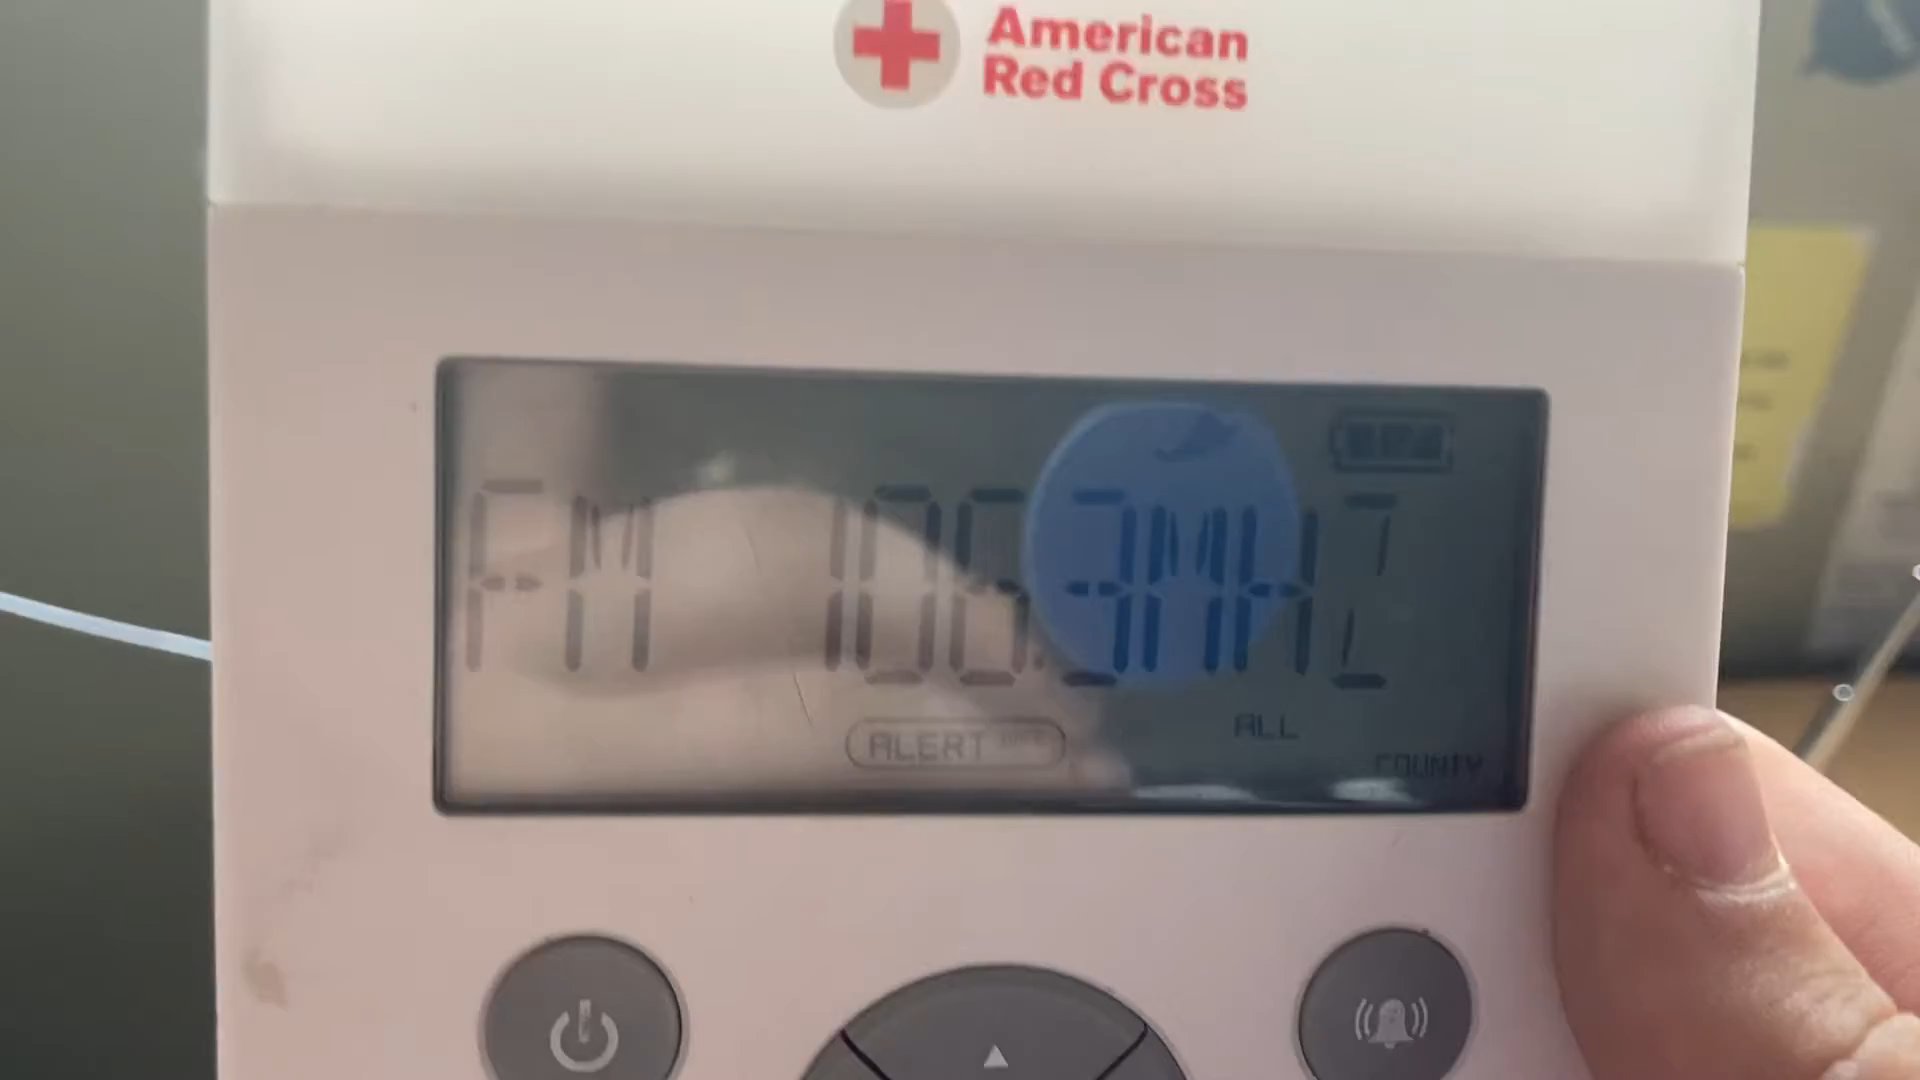 American
Red Cross
FM 106.3MHZ
ALERT
ALL
COUNTY